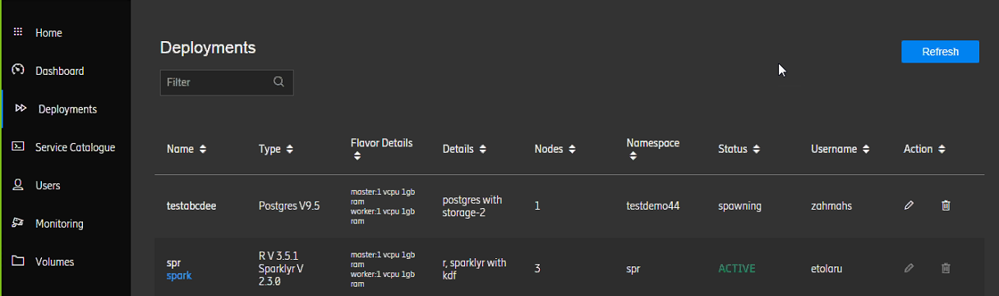 Home
Dashboard
Deployments
Service Catalogue
Users
Monitoring
Volumes
Deployments
Refresh
Filter
Name
Type
Flavor Details
Details
Nodes
Namespace
Status
Username
Action
testabcdee
Postgres V9.5
master:1 vcpu 1gb
ram
worker:1 vcpu 1gb
ram
postgres with
storage-2
1
testdemo44
spawning
zahmahs
spr
spark
R V 3.5.1
Sparklyr V
2.3.0
master:1 vcpu 1gb
ram
worker:1 vcpu 1gb
ram
r, sparklyr with
kdf
3
spr
ACTIVE
etolaru